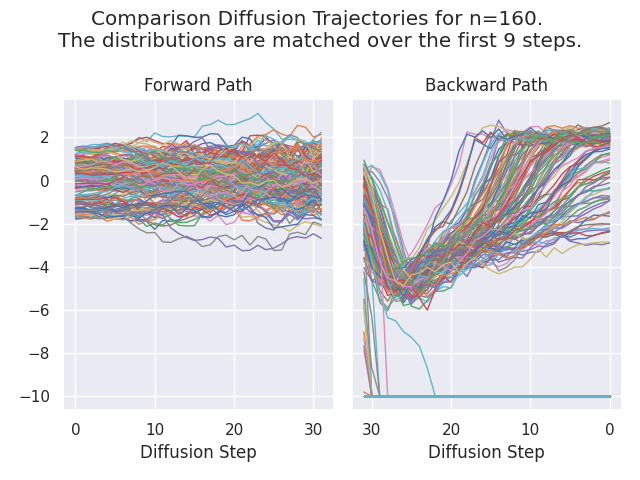 Comparison Diffusion Trajectories for n=160.
The distributions are matched over the first 9 steps.
Forward Path
Backward Path
2
0
−2
−4
−6
−8
−10
0 10 20 30
30 20 10 0
Diffusion Step
Diffusion Step